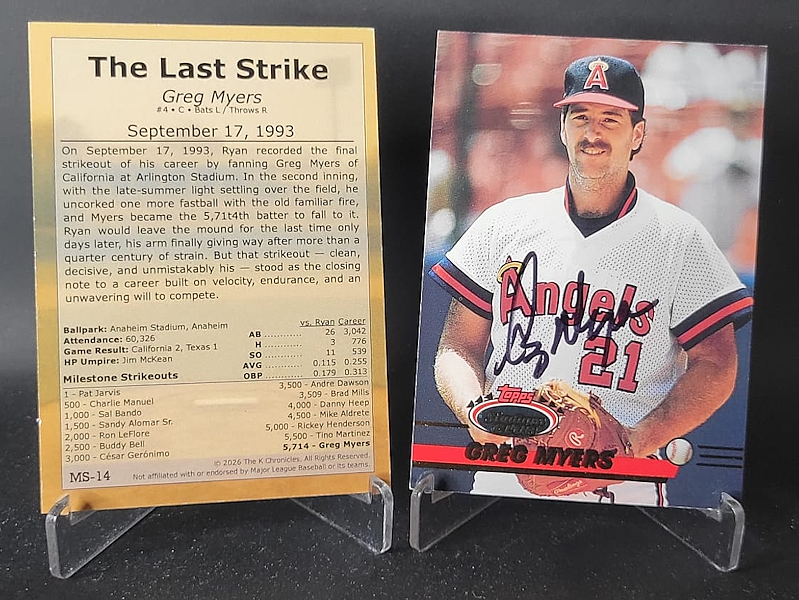 The Last Strike
Greg Myers
#4 • C • Bats L / Throws R
September 17, 1993
On September 17, 1993, Ryan recorded the final
strikeout of his career by fanning Greg Myers of
California at Arlington Stadium. In the second inning,
with the late-summer light settling over the field, he
uncorked one more fastball with the old familiar fire,
and Myers became the 5,71t4th batter to fall to it.
Ryan would leave the mound for the last time only
days later, his arm finally giving way after more than a
quarter century of strain. But that strikeout — clean,
decisive, and unmistakably his — stood as the closing
note to a career built on velocity, endurance, and an
unwavering will to compete.
Ballpark: Anaheim Stadium, Anaheim
Attendance: 60,326
Game Result: California 2, Texas 1
HP Umpire: Jim McKean
vs. Ryan Career
AB 26 3,042
H 3 776
SO 11 539
AVG 0.115 0.255
OBP 0.179 0.313
Milestone Strikeouts
1 - Pat Jarvis
500 - Charlie Manuel
1,000 - Sal Bando
1,500 - Sandy Alomar Sr.
2,000 - Ron LeFlore
2,500 - Buddy Bell
3,000 - César Gerónimo
3,500 - Andre Dawson
3,509 - Brad Mills
4,000 - Danny Heep
4,500 - Mike Aldrete
5,000 - Rickey Henderson
5,500 - Tino Martinez
5,714 - Greg Myers
© 2026 The K Chronicles. All Rights Reserved.
Not affiliated with or endorsed by Major League Baseball or its teams.
MS-14
A
Angels
21
Greg Myers
Topps
Stadium
Club
GREG MYERS